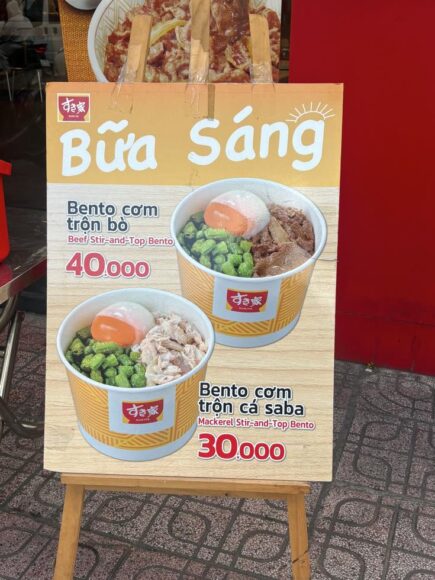 すき家
Bữa Sáng
Bento cơm
trộn bò
Beef Stir-and-Top Bento
40.000
すき家
すき家
Bento cơm
trộn cá saba
Mackerel Stir-and-Top Bento
30.000